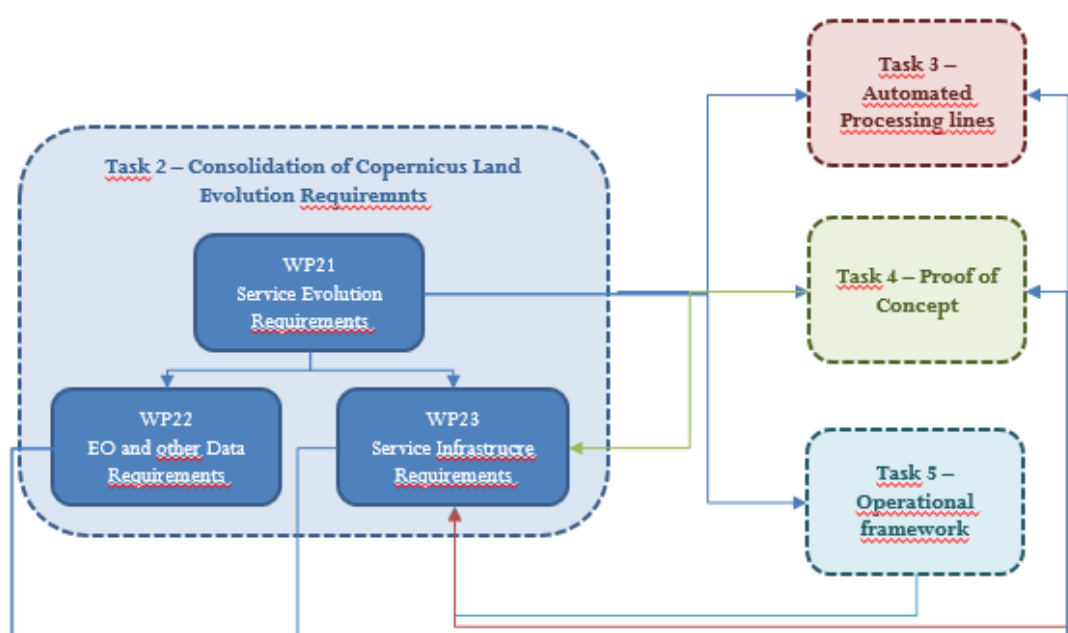 Task 2 – Consolidation of Copernicus Land
Evolution Requiremnts
WP21
Service Evolution
Requirements
WP22
EO and other Data
Requirements
WP23
Service Infrastrucre
Requirements
Task 3 –
Automated
Processing lines
Task 4 – Proof of
Concept
Task 5 –
Operational
framework